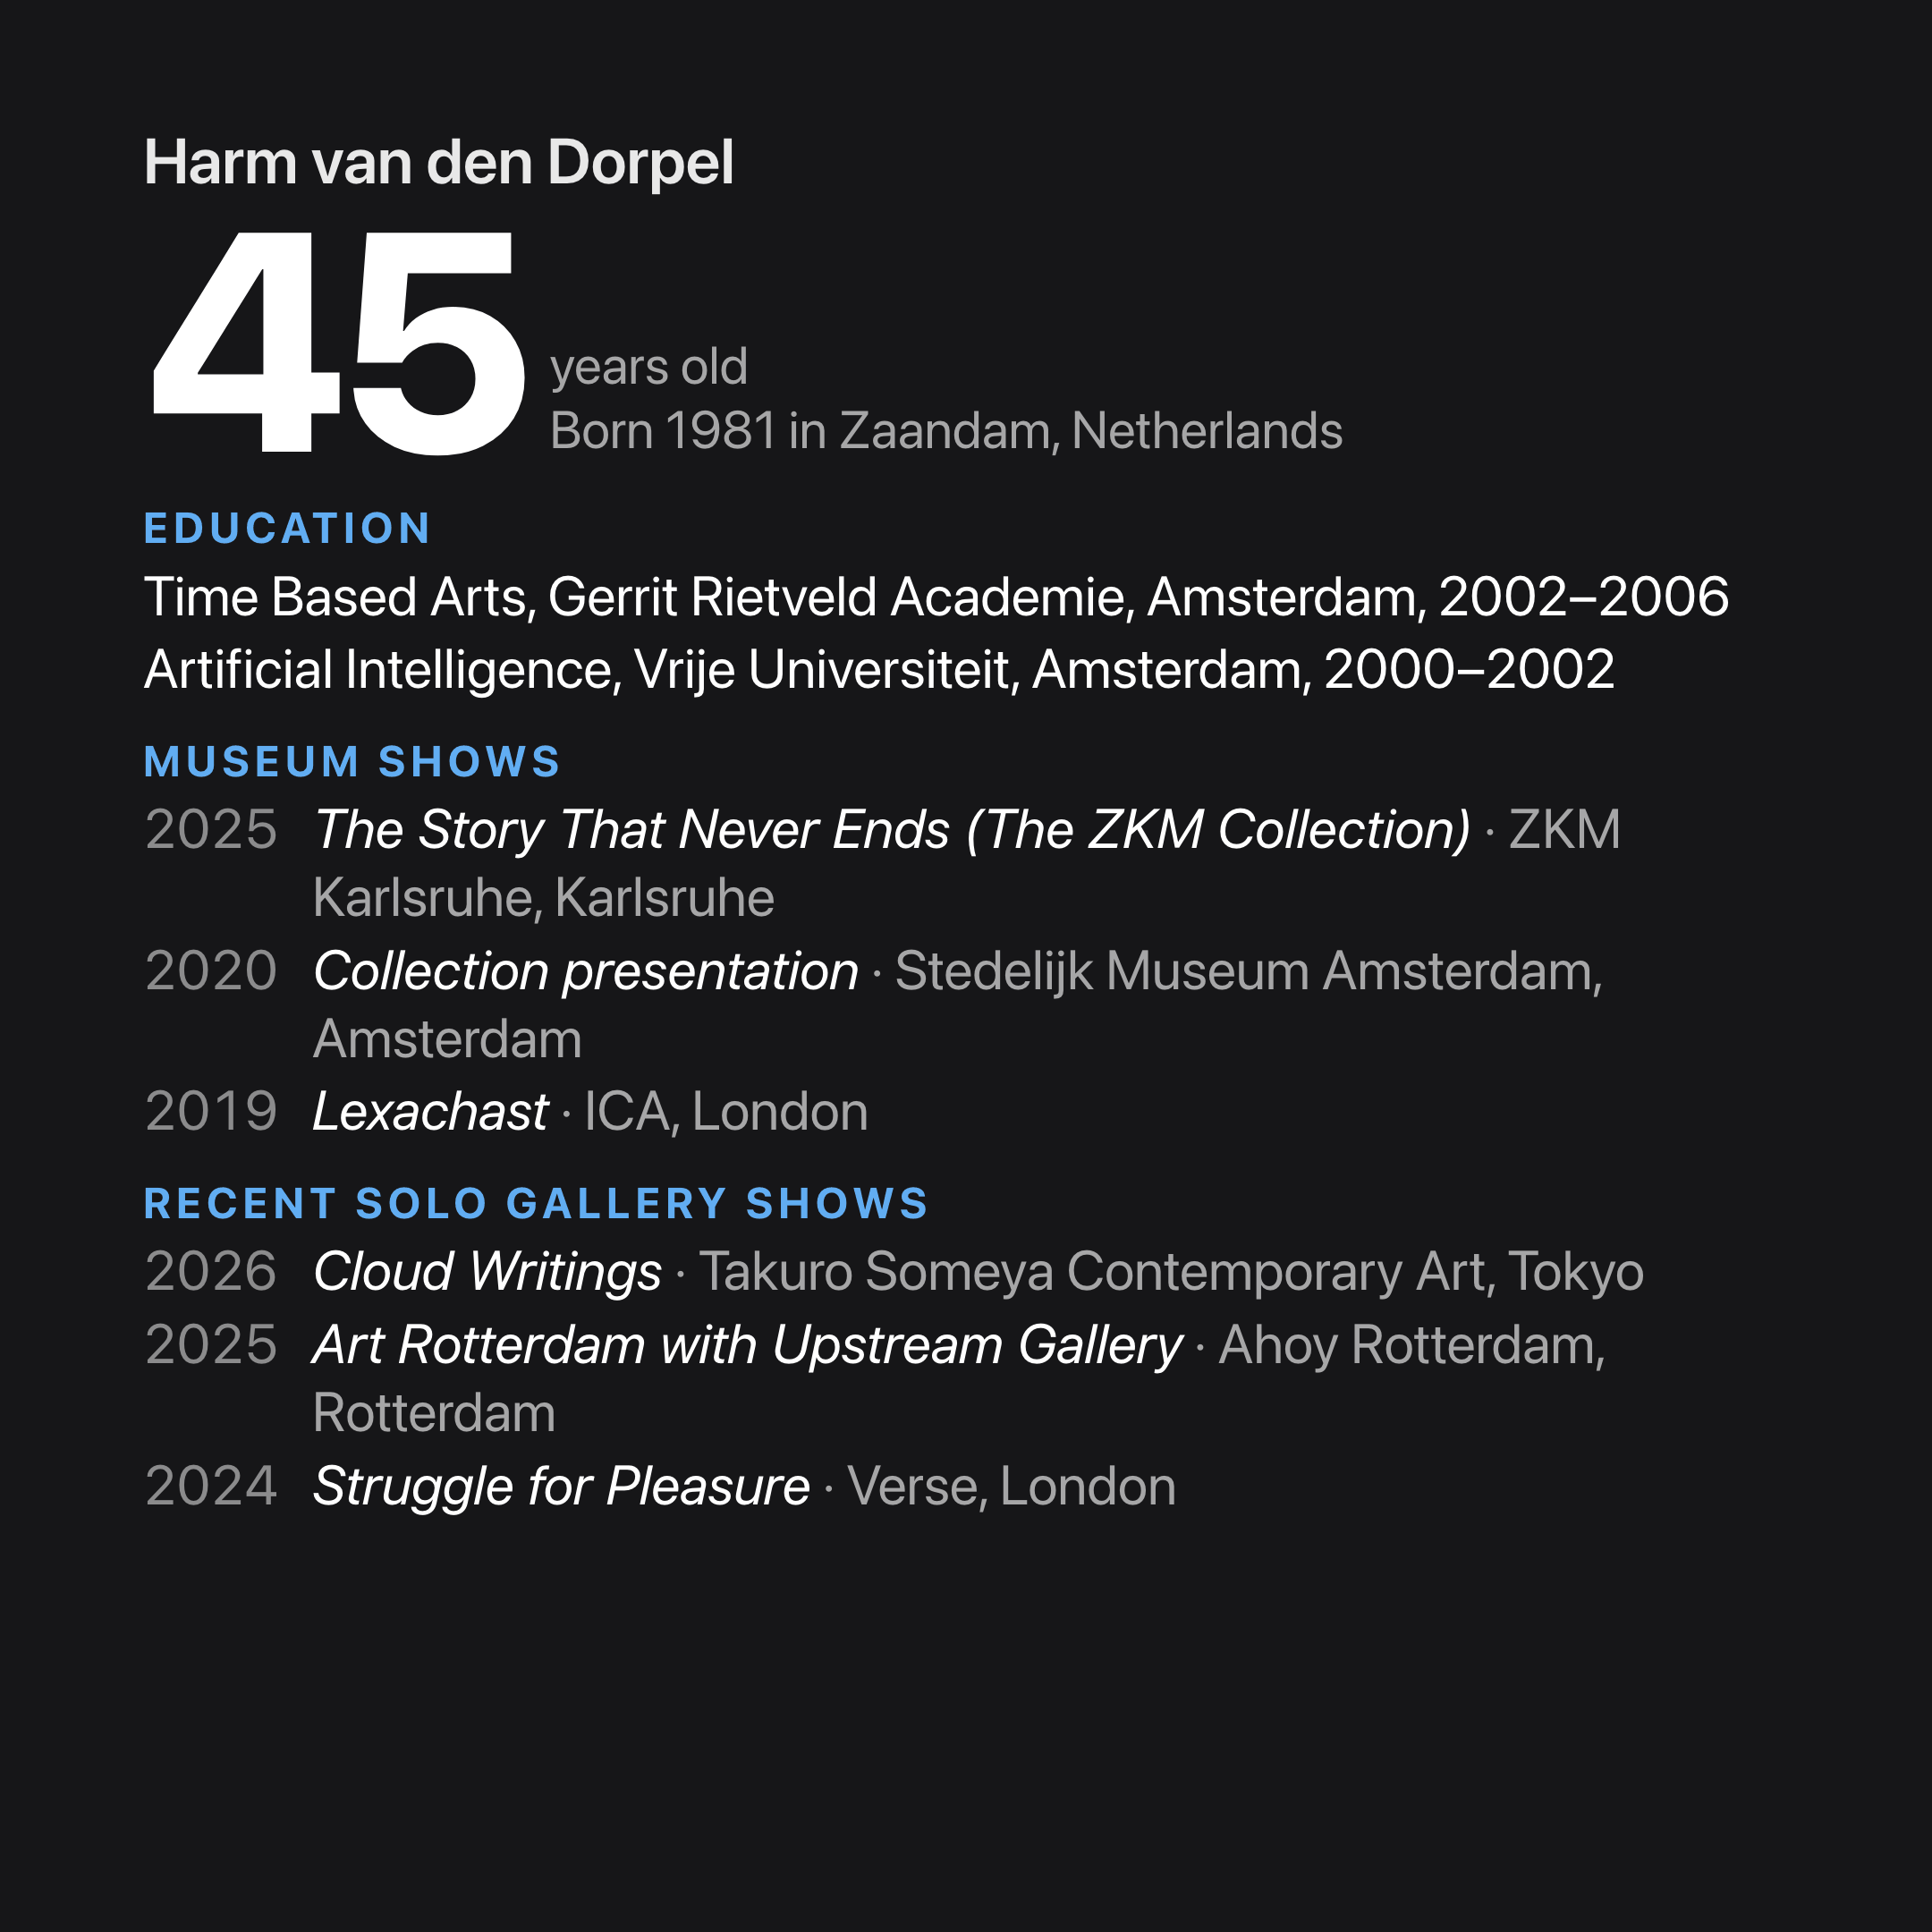 Harm van den Dorpel
45
years old
Born 1981 in Zaandam, Netherlands
EDUCATION
Time Based Arts, Gerrit Rietveld Academie, Amsterdam, 2002–2006
Artificial Intelligence, Vrije Universiteit, Amsterdam, 2000–2002
MUSEUM SHOWS
2025 The Story That Never Ends (The ZKM Collection) · ZKM
Karlsruhe, Karlsruhe
2020 Collection presentation · Stedelijk Museum Amsterdam,
Amsterdam
2019 Lexachast · ICA, London
RECENT SOLO GALLERY SHOWS
2026 Cloud Writings · Takuro Someya Contemporary Art, Tokyo
2025 Art Rotterdam with Upstream Gallery · Ahoy Rotterdam,
Rotterdam
2024 Struggle for Pleasure · Verse, London